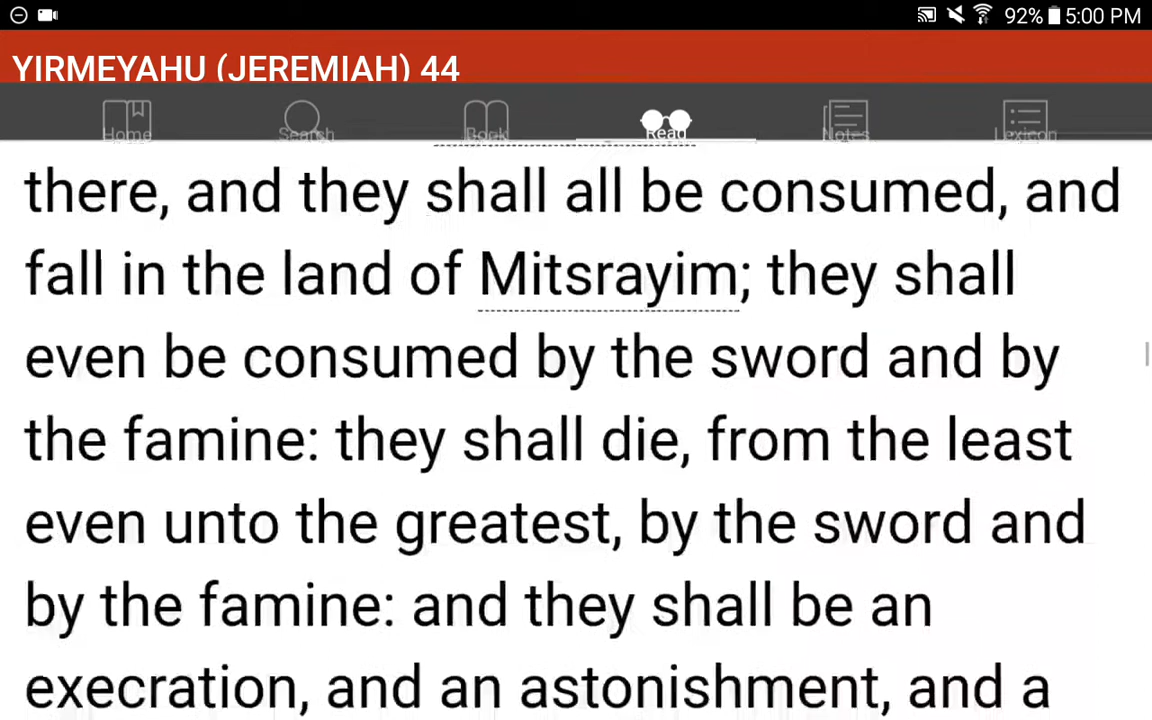 92% 5:00 PM
YIRMEYAHU (JEREMIAH) 44
Home Search Book Read Notes Lexicon
there, and they shall all be consumed, and
fall in the land of Mitsrayim; they shall
even be consumed by the sword and by
the famine: they shall die, from the least
even unto the greatest, by the sword and
by the famine: and they shall be an
execration, and an astonishment, and a